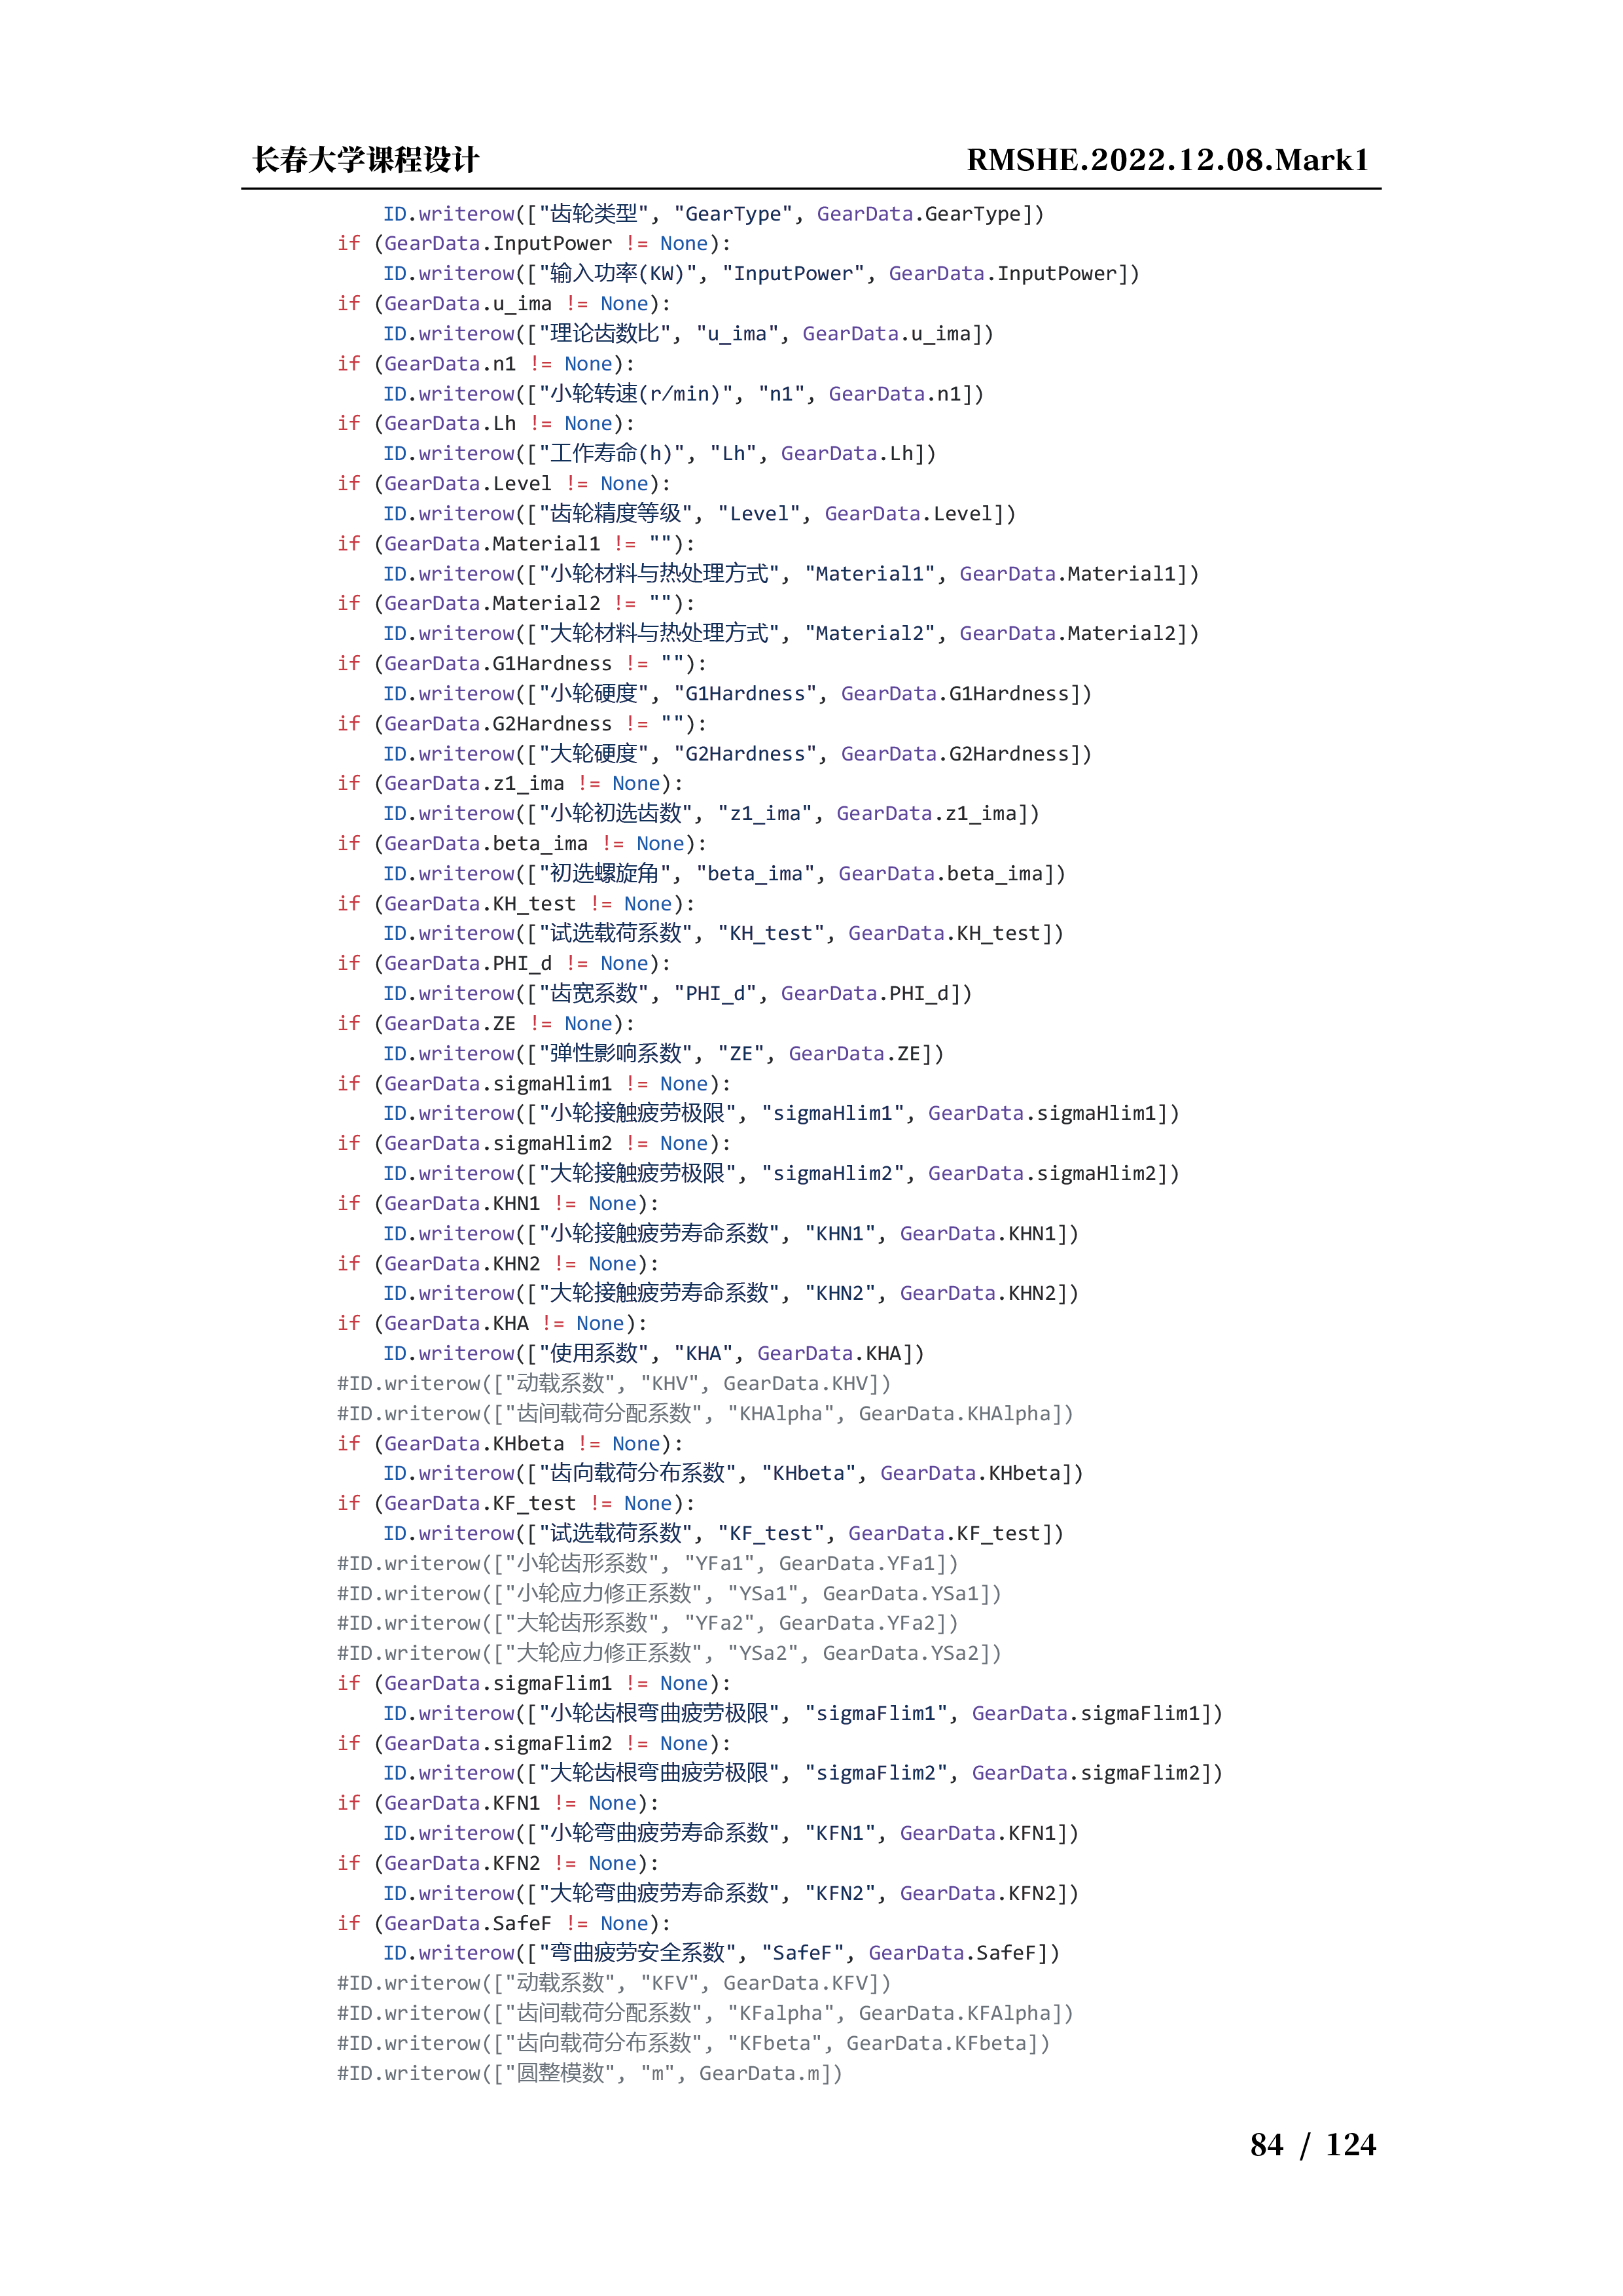 长春大学课程设计 RMSHE.2022.12.08.Mark1
ID.writerow(["齿轮类型", "GearType", GearData.GearType])
if (GearData.InputPower != None):
ID.writerow(["输入功率(KW)", "InputPower", GearData.InputPower])
if (GearData.u_ima != None):
ID.writerow(["理论齿数比", "u_ima", GearData.u_ima])
if (GearData.n1 != None):
ID.writerow(["小轮转速(r/min)", "n1", GearData.n1])
if (GearData.Lh != None):
ID.writerow(["工作寿命(h)", "Lh", GearData.Lh])
if (GearData.Level != None):
ID.writerow(["齿轮精度等级", "Level", GearData.Level])
if (GearData.Material1 != ""):
ID.writerow(["小轮材料与热处理方式", "Material1", GearData.Material1])
if (GearData.Material2 != ""):
ID.writerow(["大轮材料与热处理方式", "Material2", GearData.Material2])
if (GearData.G1Hardness != ""):
ID.writerow(["小轮硬度", "G1Hardness", GearData.G1Hardness])
if (GearData.G2Hardness != ""):
ID.writerow(["大轮硬度", "G2Hardness", GearData.G2Hardness])
if (GearData.z1_ima != None):
ID.writerow(["小轮初选齿数", "z1_ima", GearData.z1_ima])
if (GearData.beta_ima != None):
ID.writerow(["初选螺旋角", "beta_ima", GearData.beta_ima])
if (GearData.KH_test != None):
ID.writerow(["试选载荷系数", "KH_test", GearData.KH_test])
if (GearData.PHI_d != None):
ID.writerow(["齿宽系数", "PHI_d", GearData.PHI_d])
if (GearData.ZE != None):
ID.writerow(["弹性影响系数", "ZE", GearData.ZE])
if (GearData.sigmaHlim1 != None):
ID.writerow(["小轮接触疲劳极限", "sigmaHlim1", GearData.sigmaHlim1])
if (GearData.sigmaHlim2 != None):
ID.writerow(["大轮接触疲劳极限", "sigmaHlim2", GearData.sigmaHlim2])
if (GearData.KHN1 != None):
ID.writerow(["小轮接触疲劳寿命系数", "KHN1", GearData.KHN1])
if (GearData.KHN2 != None):
ID.writerow(["大轮接触疲劳寿命系数", "KHN2", GearData.KHN2])
if (GearData.KHA != None):
ID.writerow(["使用系数", "KHA", GearData.KHA])
#ID.writerow(["动载系数", "KHV", GearData.KHV])
#ID.writerow(["齿间载荷分配系数", "KHAlpha", GearData.KHAlpha])
if (GearData.KHbeta != None):
ID.writerow(["齿向载荷分布系数", "KHbeta", GearData.KHbeta])
if (GearData.KF_test != None):
ID.writerow(["试选载荷系数", "KF_test", GearData.KF_test])
#ID.writerow(["小轮齿形系数", "YFa1", GearData.YFa1])
#ID.writerow(["小轮应力修正系数", "YSa1", GearData.YSa1])
#ID.writerow(["大轮齿形系数", "YFa2", GearData.YFa2])
#ID.writerow(["大轮应力修正系数", "YSa2", GearData.YSa2])
if (GearData.sigmaFlim1 != None):
ID.writerow(["小轮齿根弯曲疲劳极限", "sigmaFlim1", GearData.sigmaFlim1])
if (GearData.sigmaFlim2 != None):
ID.writerow(["大轮齿根弯曲疲劳极限", "sigmaFlim2", GearData.sigmaFlim2])
if (GearData.KFN1 != None):
ID.writerow(["小轮弯曲疲劳寿命系数", "KFN1", GearData.KFN1])
if (GearData.KFN2 != None):
ID.writerow(["大轮弯曲疲劳寿命系数", "KFN2", GearData.KFN2])
if (GearData.SafeF != None):
ID.writerow(["弯曲疲劳安全系数", "SafeF", GearData.SafeF])
#ID.writerow(["动载系数", "KFV", GearData.KFV])
#ID.writerow(["齿间载荷分配系数", "KFalpha", GearData.KFAlpha])
#ID.writerow(["齿向载荷分布系数", "KFbeta", GearData.KFbeta])
#ID.writerow(["圆整模数", "m", GearData.m])
84 / 124